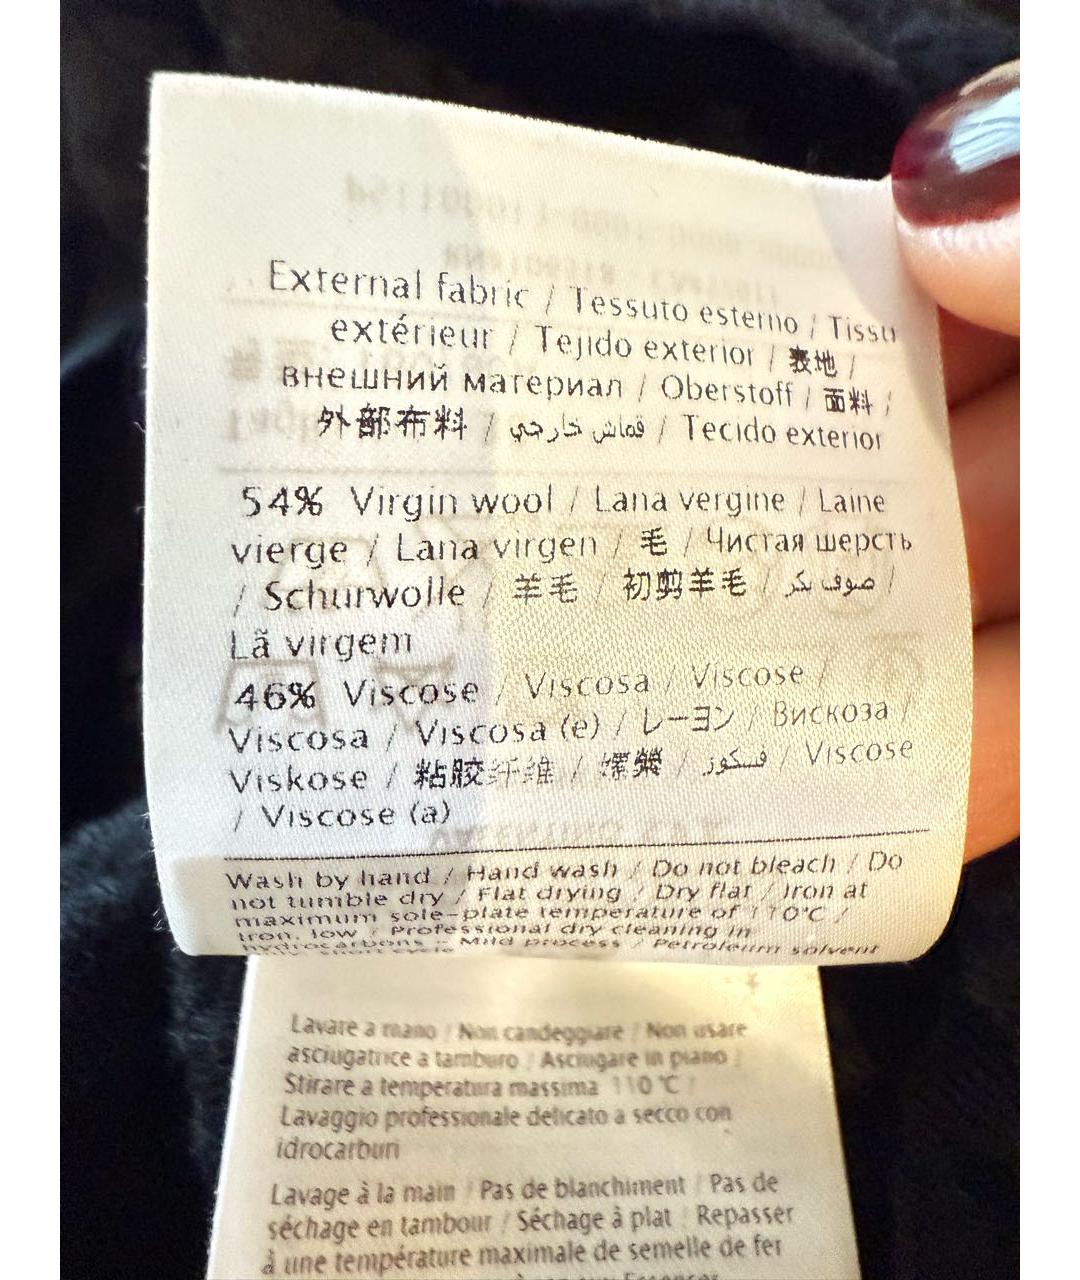 External fabric / Tessuto esterno / Tissu
extérieur / Tejido exterior / 表地 /
внешний материал / Oberstoff / 面料 /
外部布料 / قماش خارجي / Tecido exterior
54% Virgin wool / Lana vergine / Laine
vierge / Lana virgen / 毛 / Чистая шерсть
/ Schurwolle / 羊毛 / 初剪羊毛 / صوف بكر /
Lã virgem
46% Viscose / Viscosa / Viscose /
Viscosa / Viscosa (e) / レーヨン / Вискоза /
Viskose / 粘胶纤维 / 嫘縈 / فسكوز / Viscose
/ Viscose (a)
Wash by hand / Hand wash / Do not bleach / Do
not tumble dry / Flat drying / Dry flat / Iron at
maximum sole-plate temperature of 110°C /
Iron, low / Professional dry cleaning in
hydrocarbons - Mild process / Petroleum solvent
only, short cycle
Lavare a mano / Non candeggiare / Non usare
asciugatrice a tamburo / Asciugare in piano /
Stirare a temperatura massima 110 °C /
Lavaggio professionale delicato a secco con
idrocarburi
Lavage à la main / Pas de blanchiment / Pas de
séchage en tambour / Séchage à plat / Repasser
à une température maximale de semelle de fer